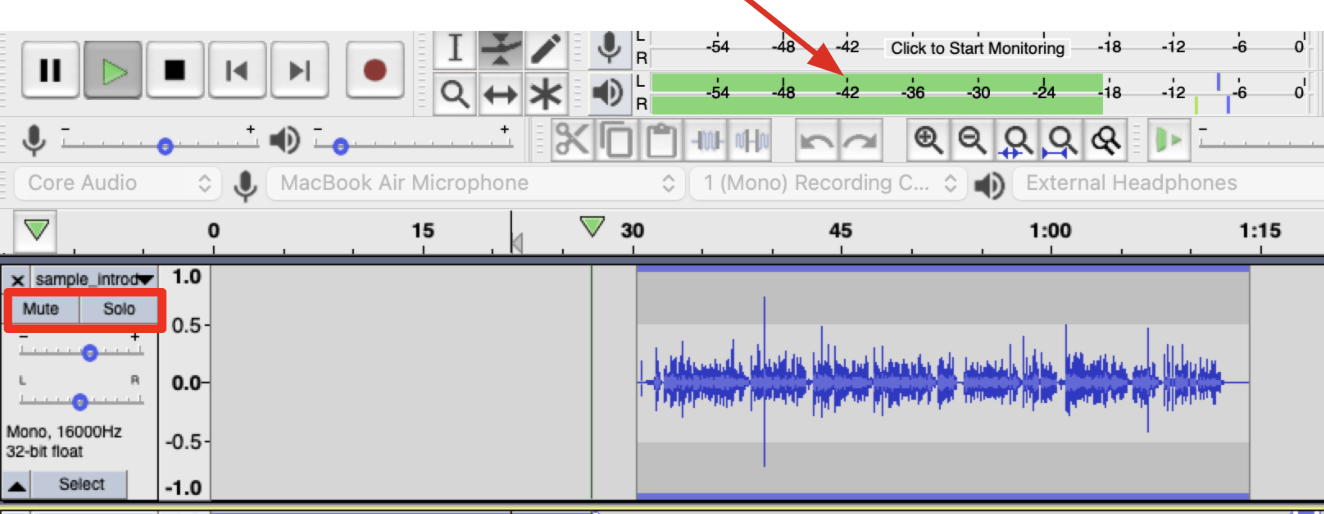 L
R
-54 -48 -42 Click to Start Monitoring -18 -12 -6 0
L
R
-54 -48 -42 -36 -30 -24 -18 -12 -6 0
- + - + -
Core Audio MacBook Air Microphone 1 (Mono) Recording C... External Headphones
0 15 30 45 1:00 1:15
× sample_introd 1.0
Mute Solo
0.5
- +
L R
0.0
Mono, 16000Hz
32-bit float
-0.5
Select
-1.0